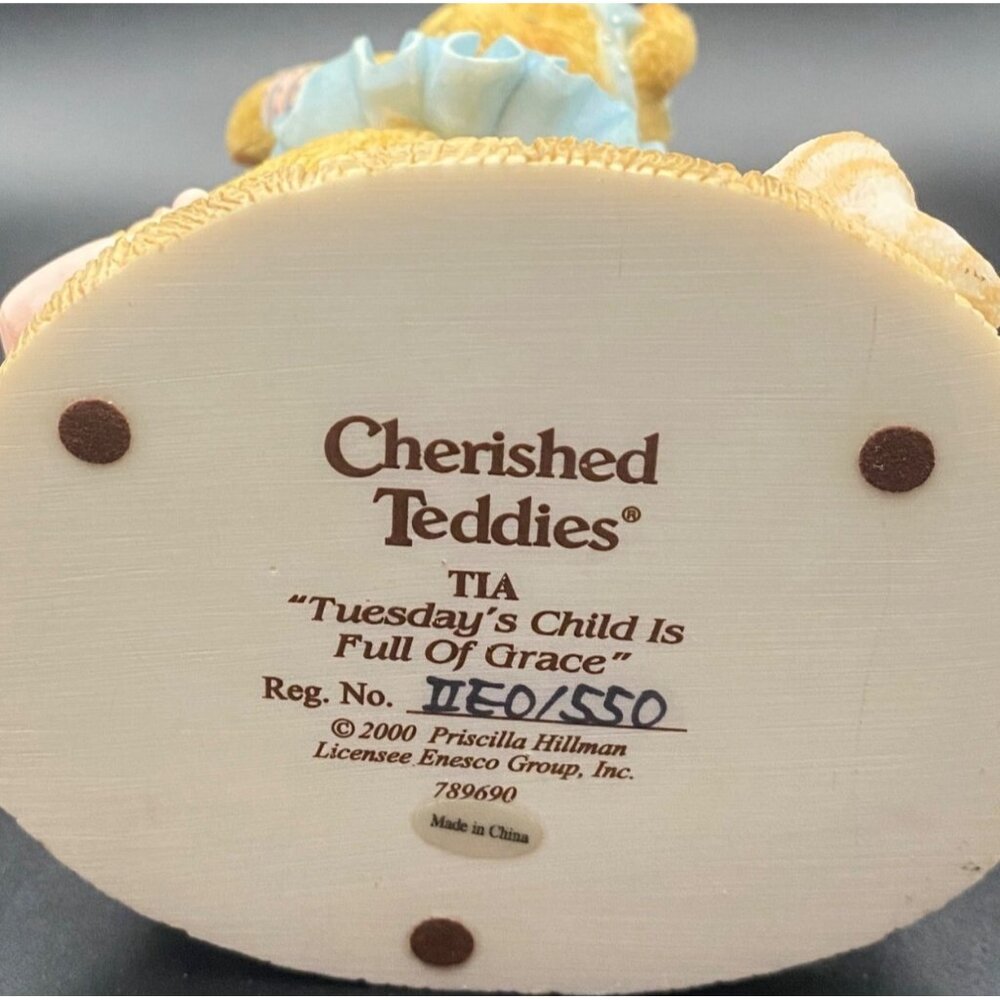 Cherished
Teddies®
TIA
“Tuesday's Child Is
Full Of Grace”
Reg. No. IIE0/550
© 2000 Priscilla Hillman
Licensee Enesco Group, Inc.
789690
Made in China